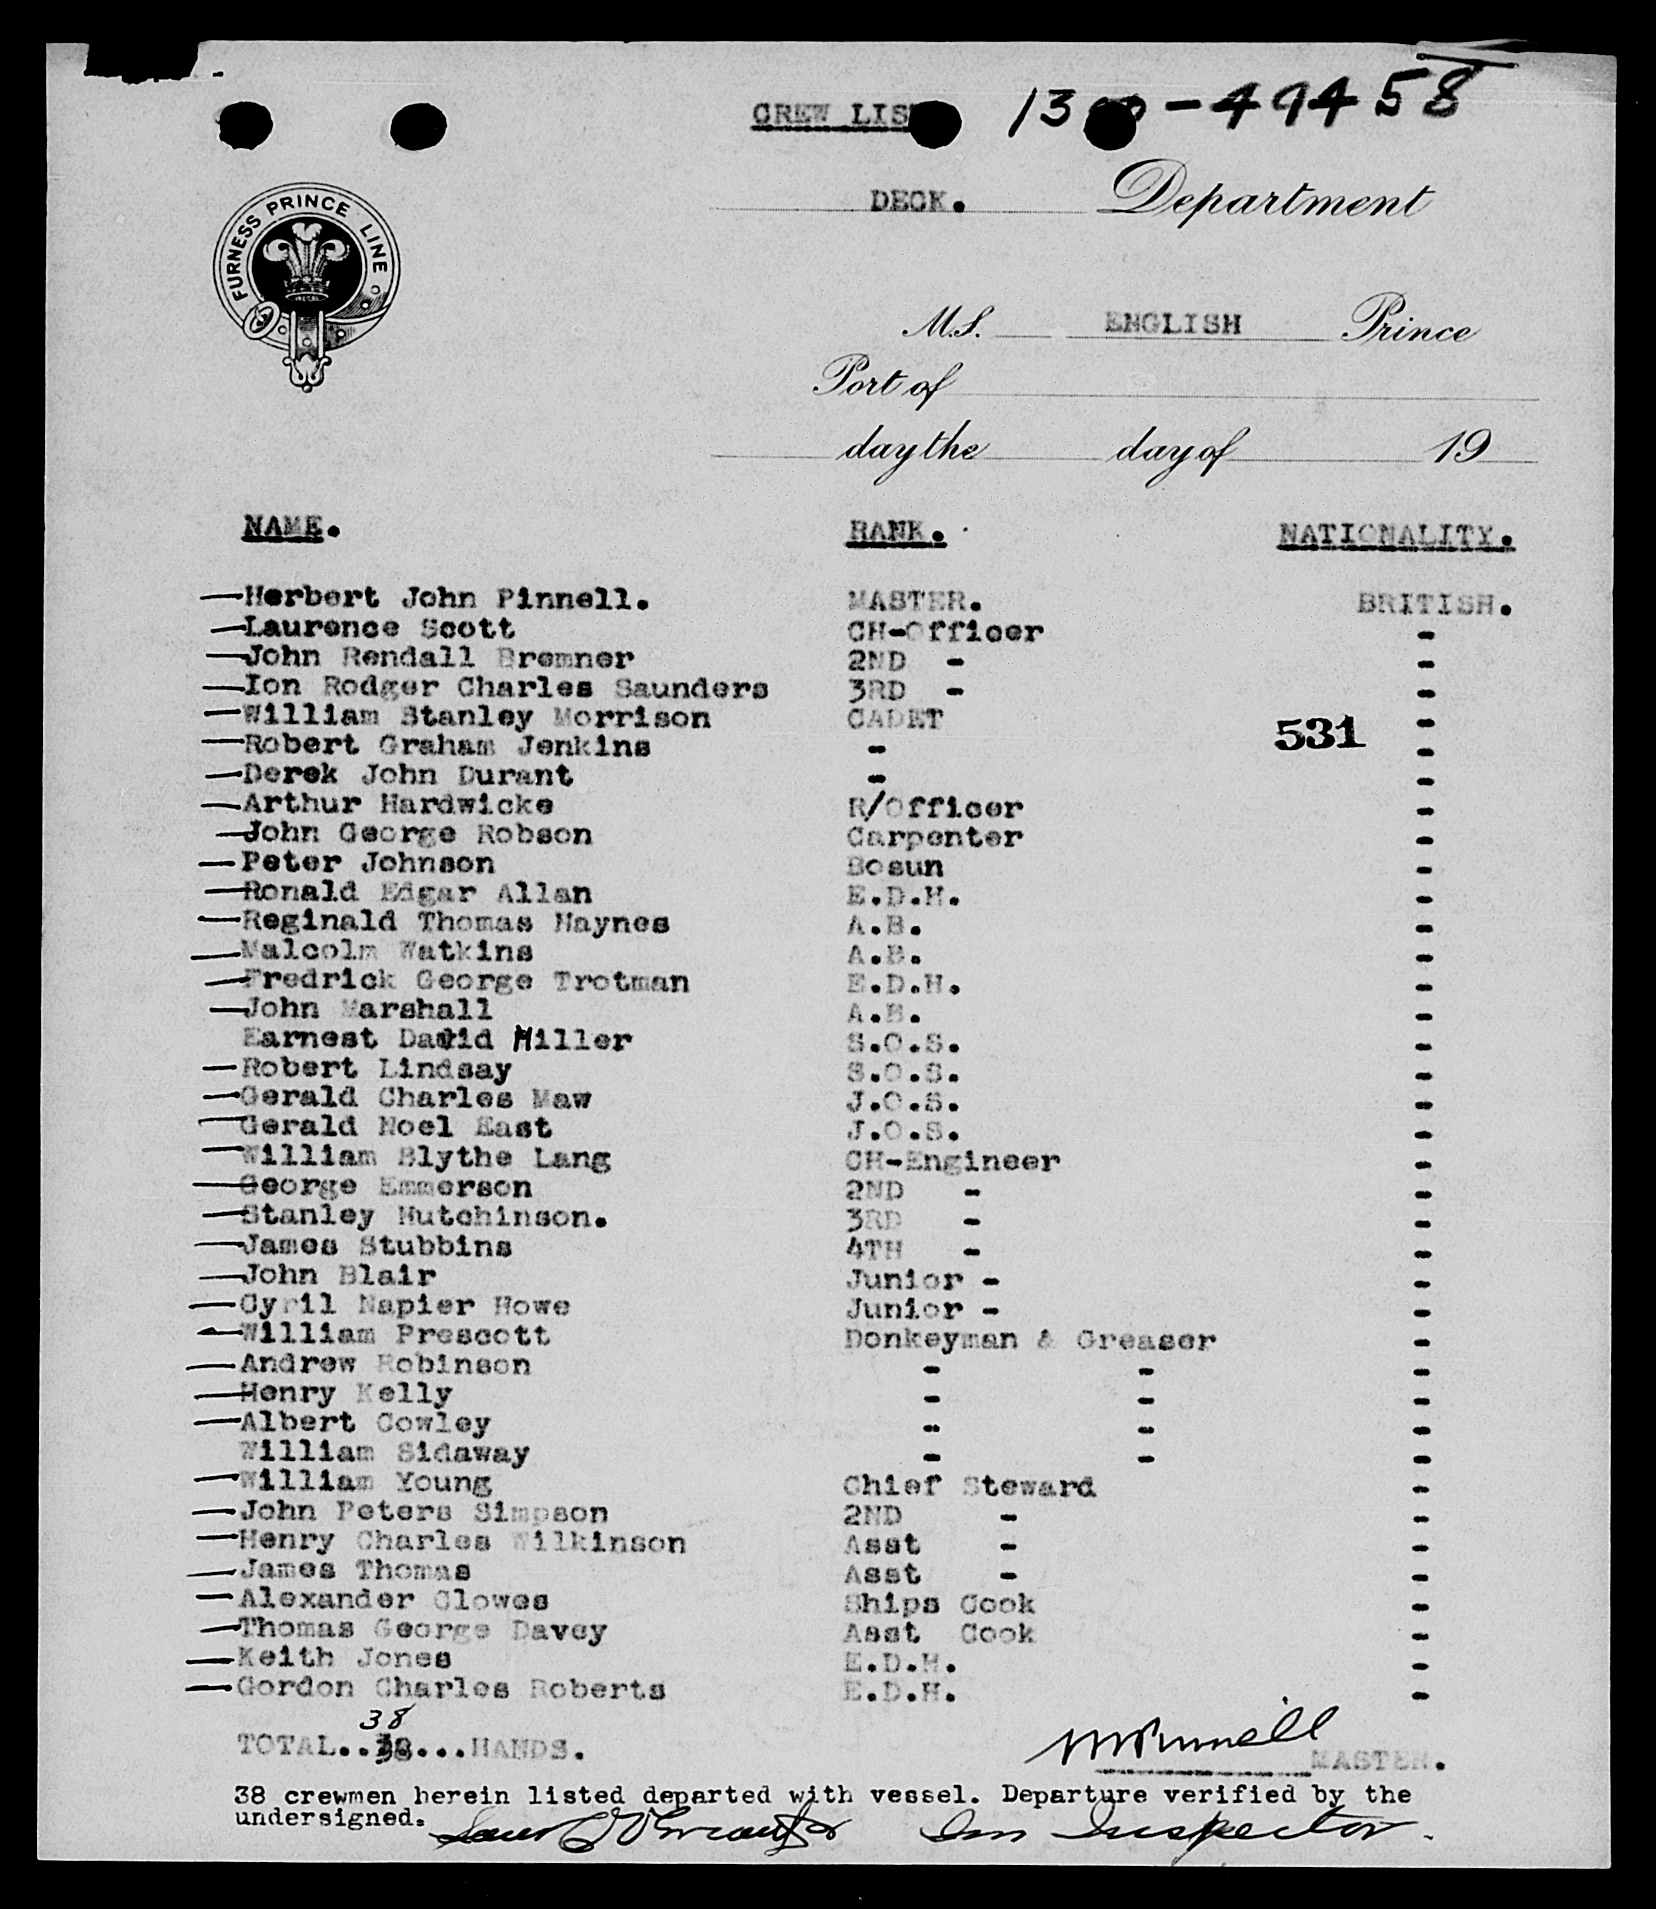 CREW LIS 13 -49458
DECK. Department
FURNESS PRINCE LINE
M.S. ENGLISH Prince
Port of
day the day of 19
NAME. RANK. NATIONALITY.
Herbert John Pinnell. MASTER. BRITISH.
Laurence Scott CH-Officer -
John Rendall Bremner 2ND - -
Ion Rodger Charles Saunders 3RD - -
William Stanley Morrison CADET -
531
Robert Graham Jenkins - -
Derek John Durant - -
Arthur Hardwicke R/Officer -
John George Robson Carpenter -
Peter Johnson Bosun -
Ronald Edgar Allan E.D.H. -
Reginald Thomas Haynes A.B. -
Malcolm Watkins A.B. -
Fredrick George Trotman E.D.H. -
John Marshall A.B. -
Earnest David Hiller S.O.S. -
Robert Lindsay S.O.S. -
Gerald Charles Maw J.O.S. -
Gerald Noel East J.O.S. -
William Blythe Lang CH-Engineer -
George Emmerson 2ND - -
Stanley Hutchinson. 3RD - -
James Stubbins 4TH - -
John Blair Junior - -
Cyril Napier Howe Junior - -
William Prescott Donkeyman & Greaser -
Andrew Robinson - - -
Henry Kelly - - -
Albert Cowley - - -
William Sidaway - - -
William Young Chief Steward -
John Peters Simpson 2ND - -
Henry Charles Wilkinson Asst - -
James Thomas Asst - -
Alexander Clowes Ships Cook -
Thomas George Davey Asst Cook -
Keith Jones E.D.H. -
Gordon Charles Roberts E.D.H. -
38
TOTAL..38...HANDS. MASTER.
38 crewmen herein listed departed with vessel. Departure verified by the
undersigned. Imm Inspector.